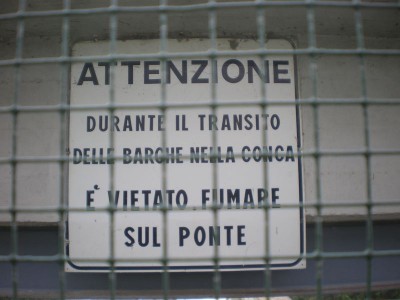 ATTENZIONE
DURANTE IL TRANSITO
DELLE BARCHE NELLA CONCA
E' VIETATO FUMARE
SUL PONTE